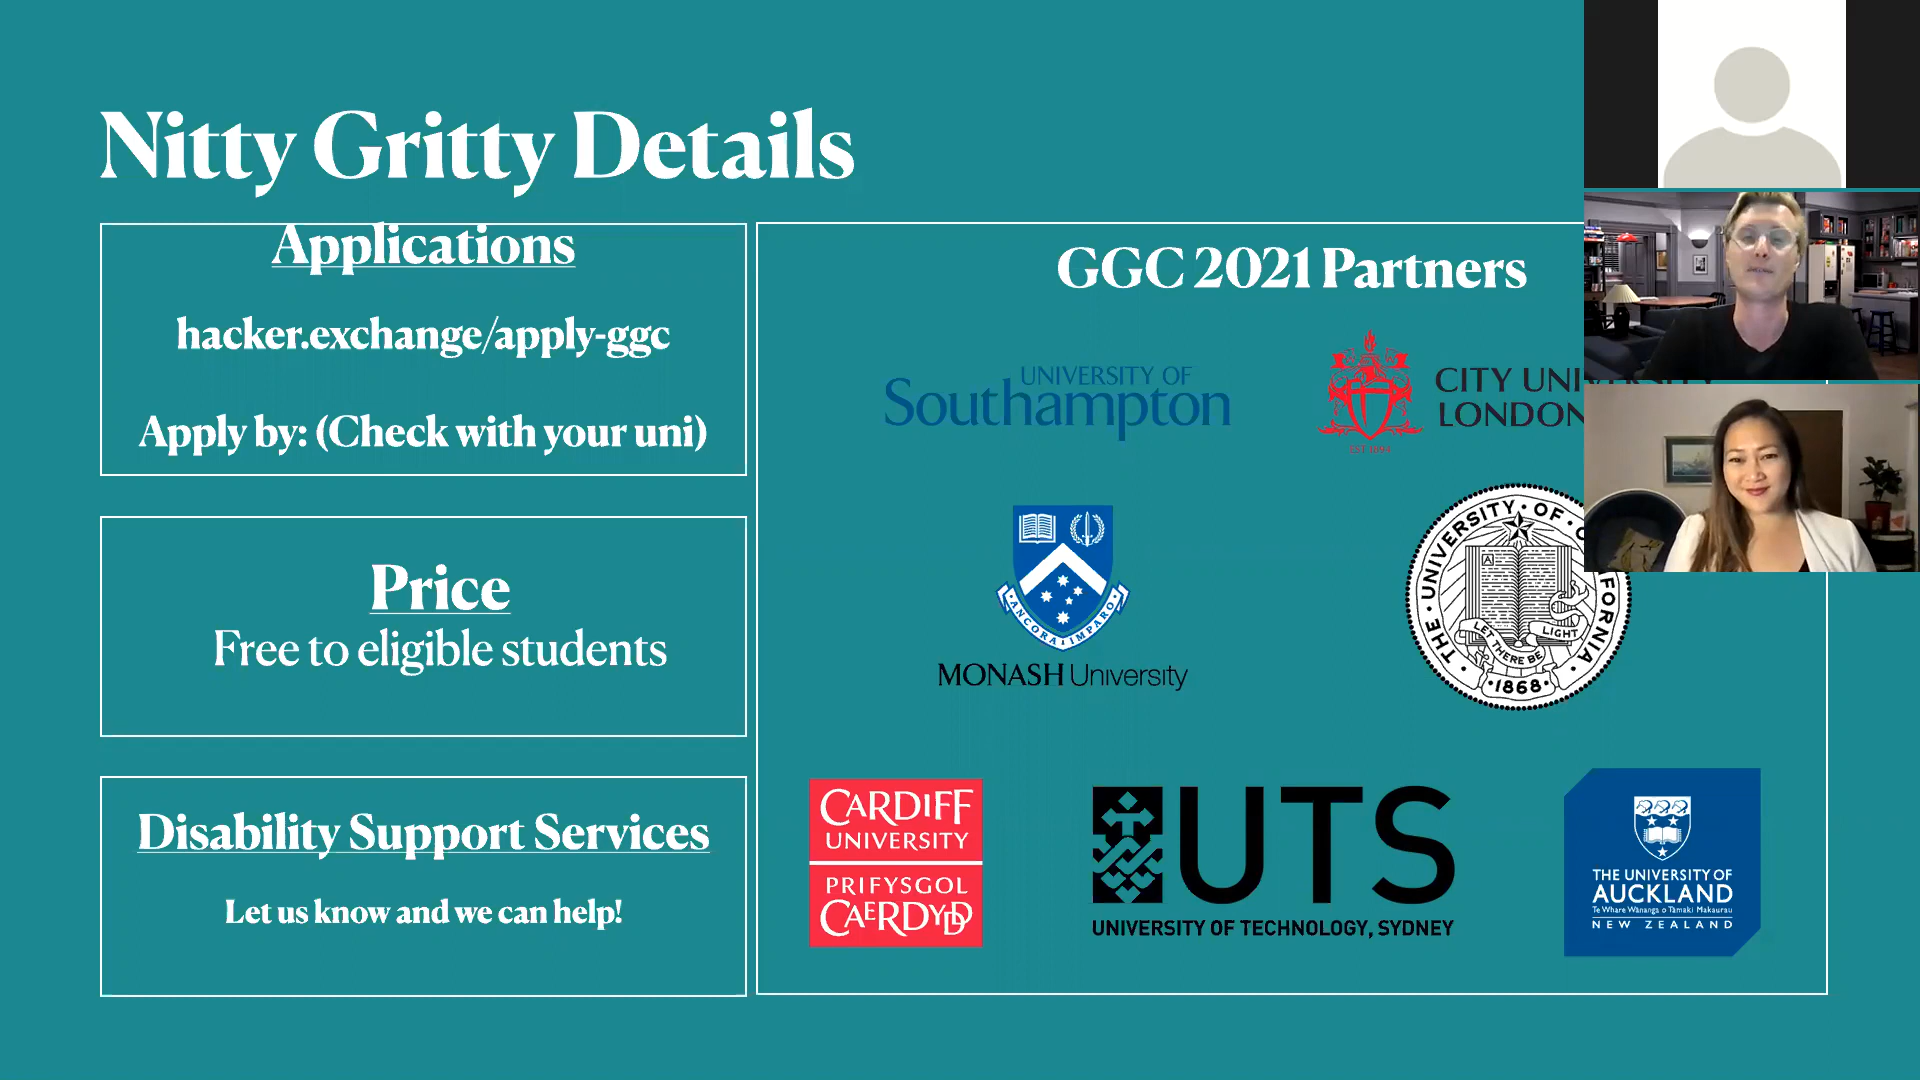 Nitty Gritty Details
Applications
hacker.exchange/apply-ggc
Apply by: (Check with your uni)
Price
Free to eligible students
Disability Support Services
Let us know and we can help!
GGC 2021 Partners
UNIVERSITY OF
Southampton
CITY
LONDON
EST 1894
ANCORA IMPARO
MONASH University
THE · UNIVERSITY · OF ·
LET THERE BE LIGHT
·1868·
CARDIFF
UNIVERSITY
PRIFYSGOL
CAERDYDD
UTS
UNIVERSITY OF TECHNOLOGY, SYDNEY
THE UNIVERSITY OF
AUCKLAND
Te Whare Wānanga o Tāmaki Makaurau
NEW ZEALAND